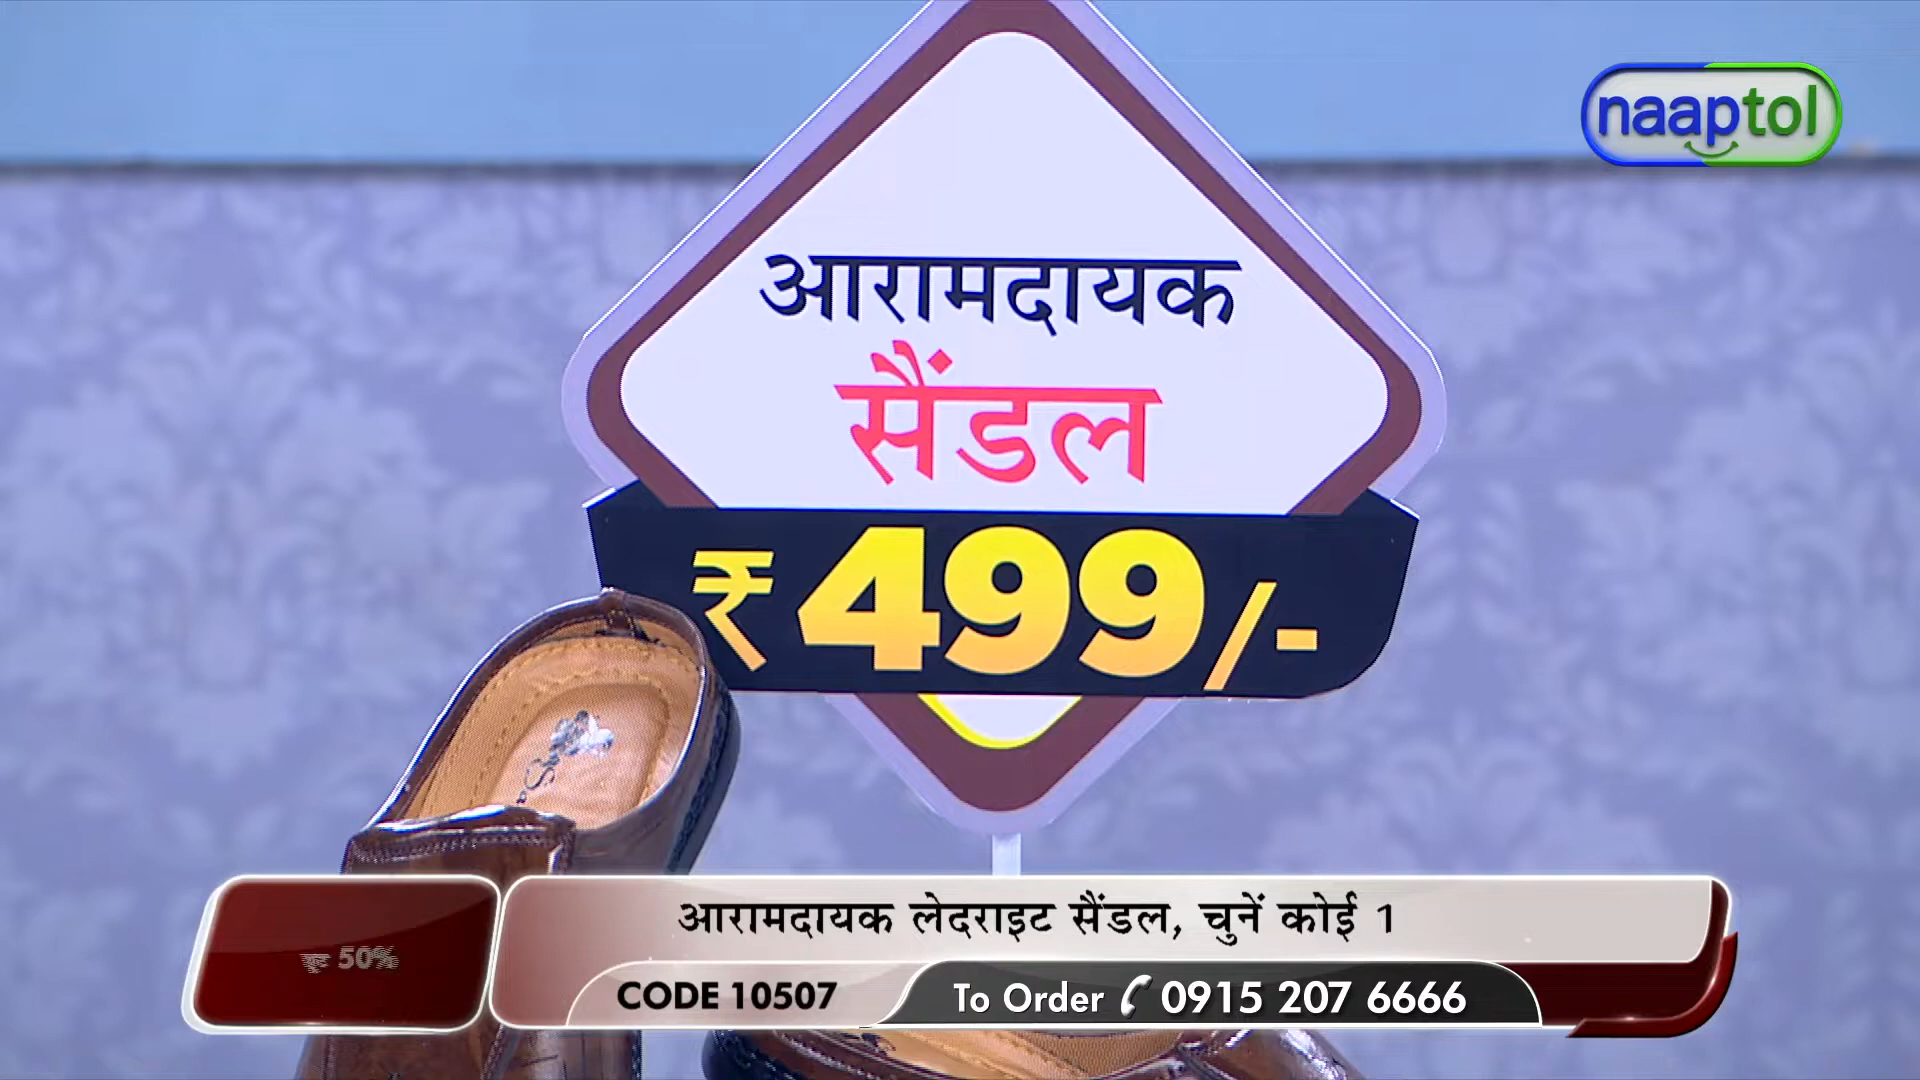 naaptol
आरामदायक
सैंडल
₹499/-
आरामदायक लेदराइट सैंडल, चुनें कोई 1
छूट 50%
CODE 10507
To Order 0915 207 6666